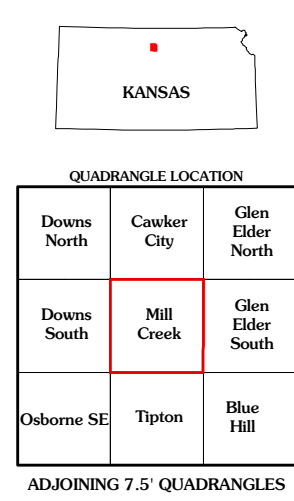 KANSAS
QUADRANGLE LOCATION
Downs
North
Cawker
City
Glen
Elder
North
Downs
South
Mill
Creek
Glen
Elder
South
Osborne SE
Tipton
Blue
Hill
ADJOINING 7.5' QUADRANGLES